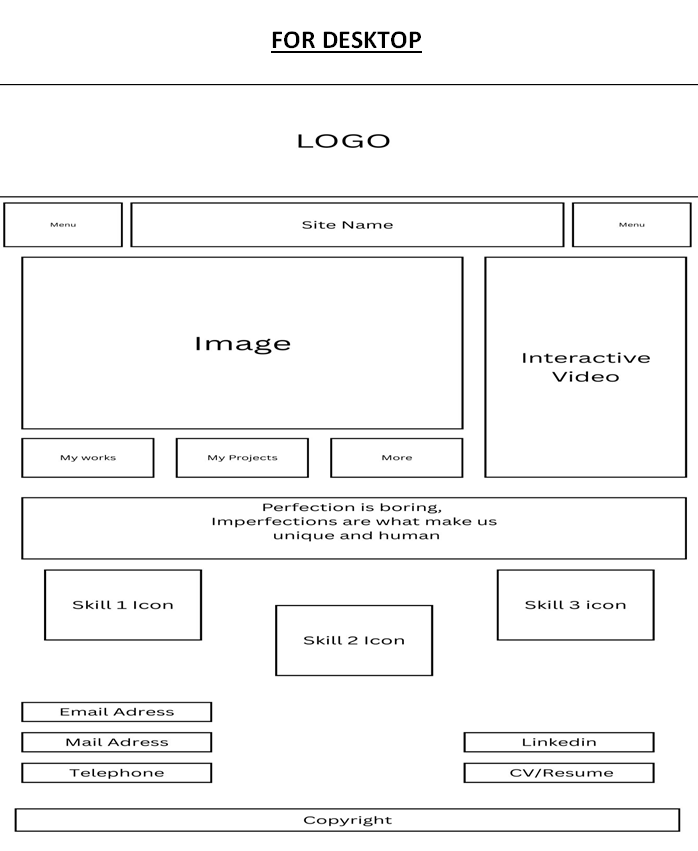 FOR DESKTOP
LOGO
Menu
Site Name
Menu
Image
Interactive
Video
My works
My Projects
More
Perfection is boring,
Imperfections are what make us
unique and human
Skill 1 Icon
Skill 2 Icon
Skill 3 icon
Email Adress
Mail Adress
Telephone
Linkedin
CV/Resume
Copyright